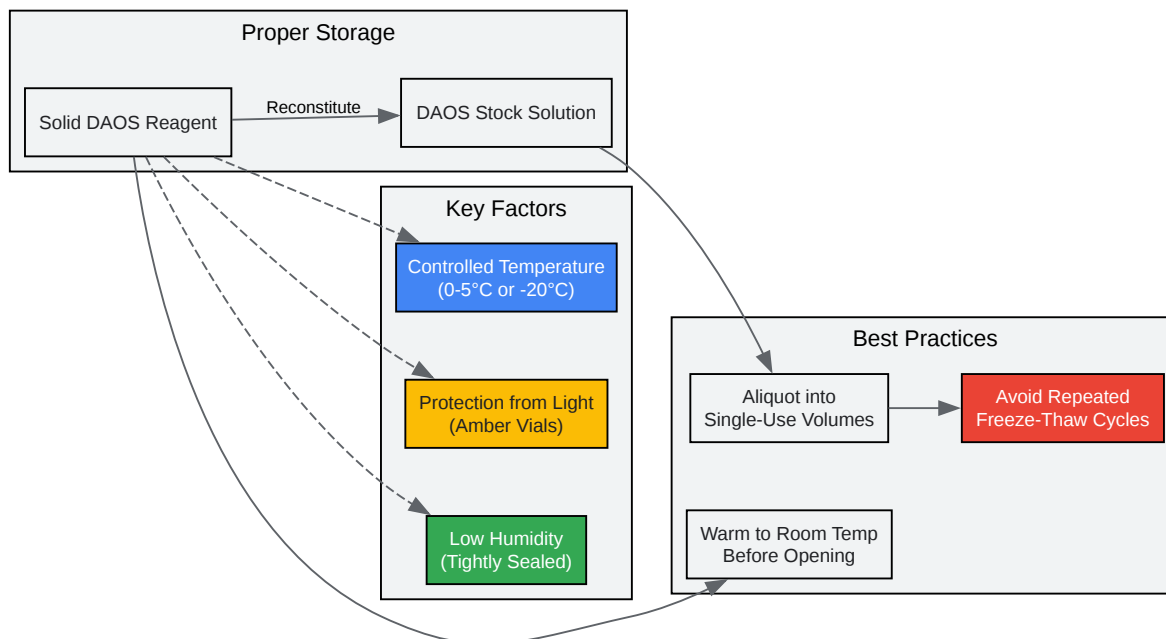 Proper Storage
Solid DAOS Reagent
Reconstitute
DAOS Stock Solution
Key Factors
Controlled Temperature
(0-5°C or -20°C)
Protection from Light
(Amber Vials)
Low Humidity
(Tightly Sealed)
Best Practices
Aliquot into
Single-Use Volumes
Avoid Repeated
Freeze-Thaw Cycles
Warm to Room Temp
Before Opening